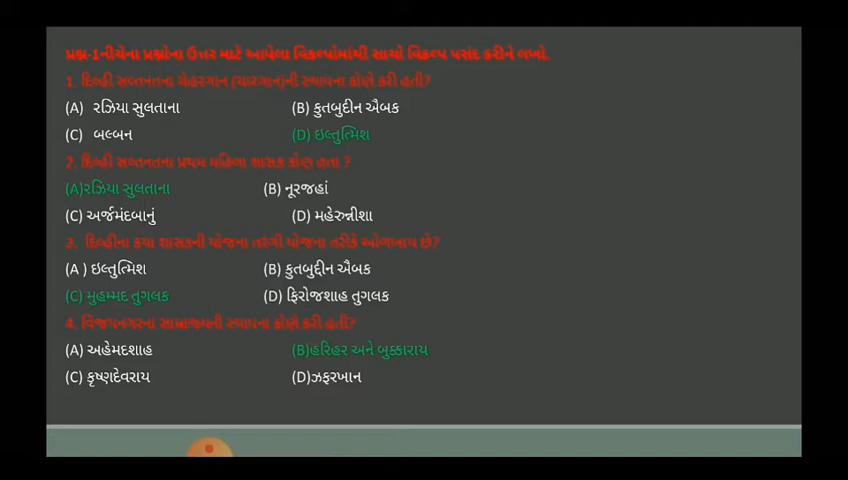 પ્રશ્ન-1નીચેના પ્રશ્નોના ઉત્તર માટે આપેલા વિકલ્પોમાંથી સાચો વિકલ્પ પસંદ કરીને લખો.
1. દિલ્હી સલ્તનતના ચેહરગાન (ચારગાન)ની સ્થાપના કોણે કરી હતી?
(A) રઝિયા સુલતાના (B) કુતબુદીન ઐબક
(C) બલ્બન (D) ઇલ્તુત્મિશ
2. દિલ્હી સલ્તનતના પ્રથમ મહિલા શાસક કોણ હતા ?
(A)રઝિયા સુલતાના (B) નૂરજહાં
(C) અર્જમંદબાનું (D) મહેરુન્નીશા
3. દિલ્હીના કયા શાસકની યોજના તરંગી યોજના તરીકે ઓળખાય છે?
(A ) ઇલ્તુત્મિશ (B) કુતબુદ્દીન ઐબક
(C) મુહમ્મદ તુગલક (D) ફિરોજશાહ તુગલક
4. વિજયનગરના સામ્રાજ્યની સ્થાપના કોણે કરી હતી?
(A) અહેમદશાહ (B)હરિહર અને બુક્કારાય
(C) કૃષ્ણદેવરાય (D)ઝફરખાન